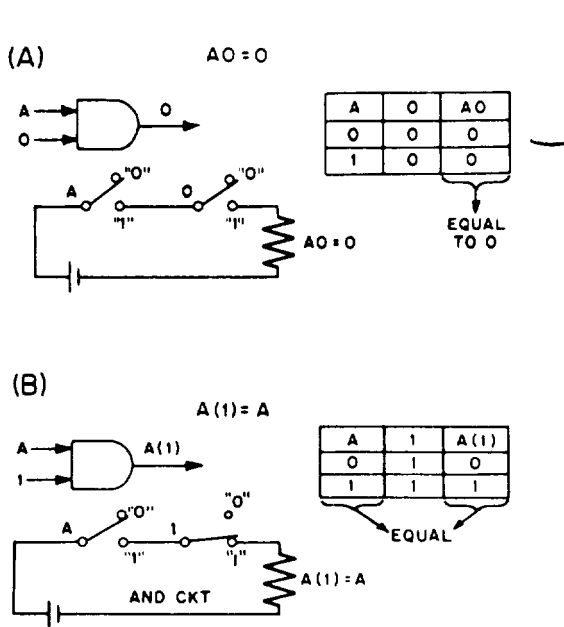 (A)
AO = O
A
O
O
A O AO
O O O
1 O O
A "O" O "O"
"1" "1"
AO = O
EQUAL
TO O
(B)
A(1) = A
A
1
A(1)
A 1 A(1)
O 1 O
1 1 1
A "O" 1 "O"
"1" "1"
EQUAL
AND CKT
A(1) = A